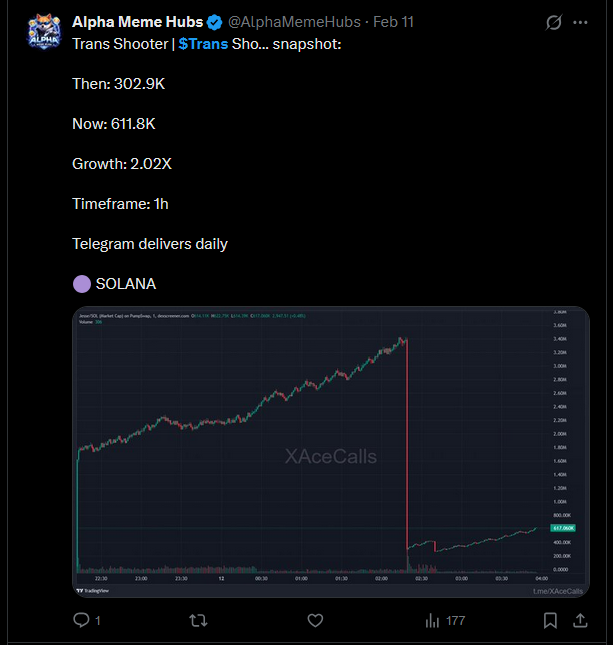 Alpha Meme Hubs @AlphaMemeHubs · Feb 11
Trans Shooter | $Trans Sho... snapshot:
Then: 302.9K
Now: 611.8K
Growth: 2.02X
Timeframe: 1h
Telegram delivers daily
SOLANA
ALPHA
Volume
3.60M
3.40M
3.20M
3.00M
2.80M
2.60M
2.40M
2.20M
2.00M
1.80M
1.60M
1.40M
1.20M
1.00M
800.00K
617.060K
400.00K
200.00K
0.0000
XAceCalls
22:30 23:00 23:30 12 00:30 01:00 01:30 02:00 02:30 03:00 03:30 04:00
TradingView
t.me/XAceCalls
1 177